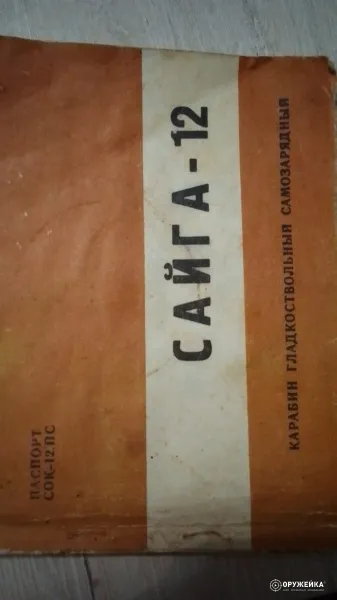 ПАСПОРТ
СОК-12 ПС
САЙГА-12
КАРАБИН ГЛАДКОСТВОЛЬНЫЙ САМОЗАРЯДНЫЙ
ОРУЖЕЙКА